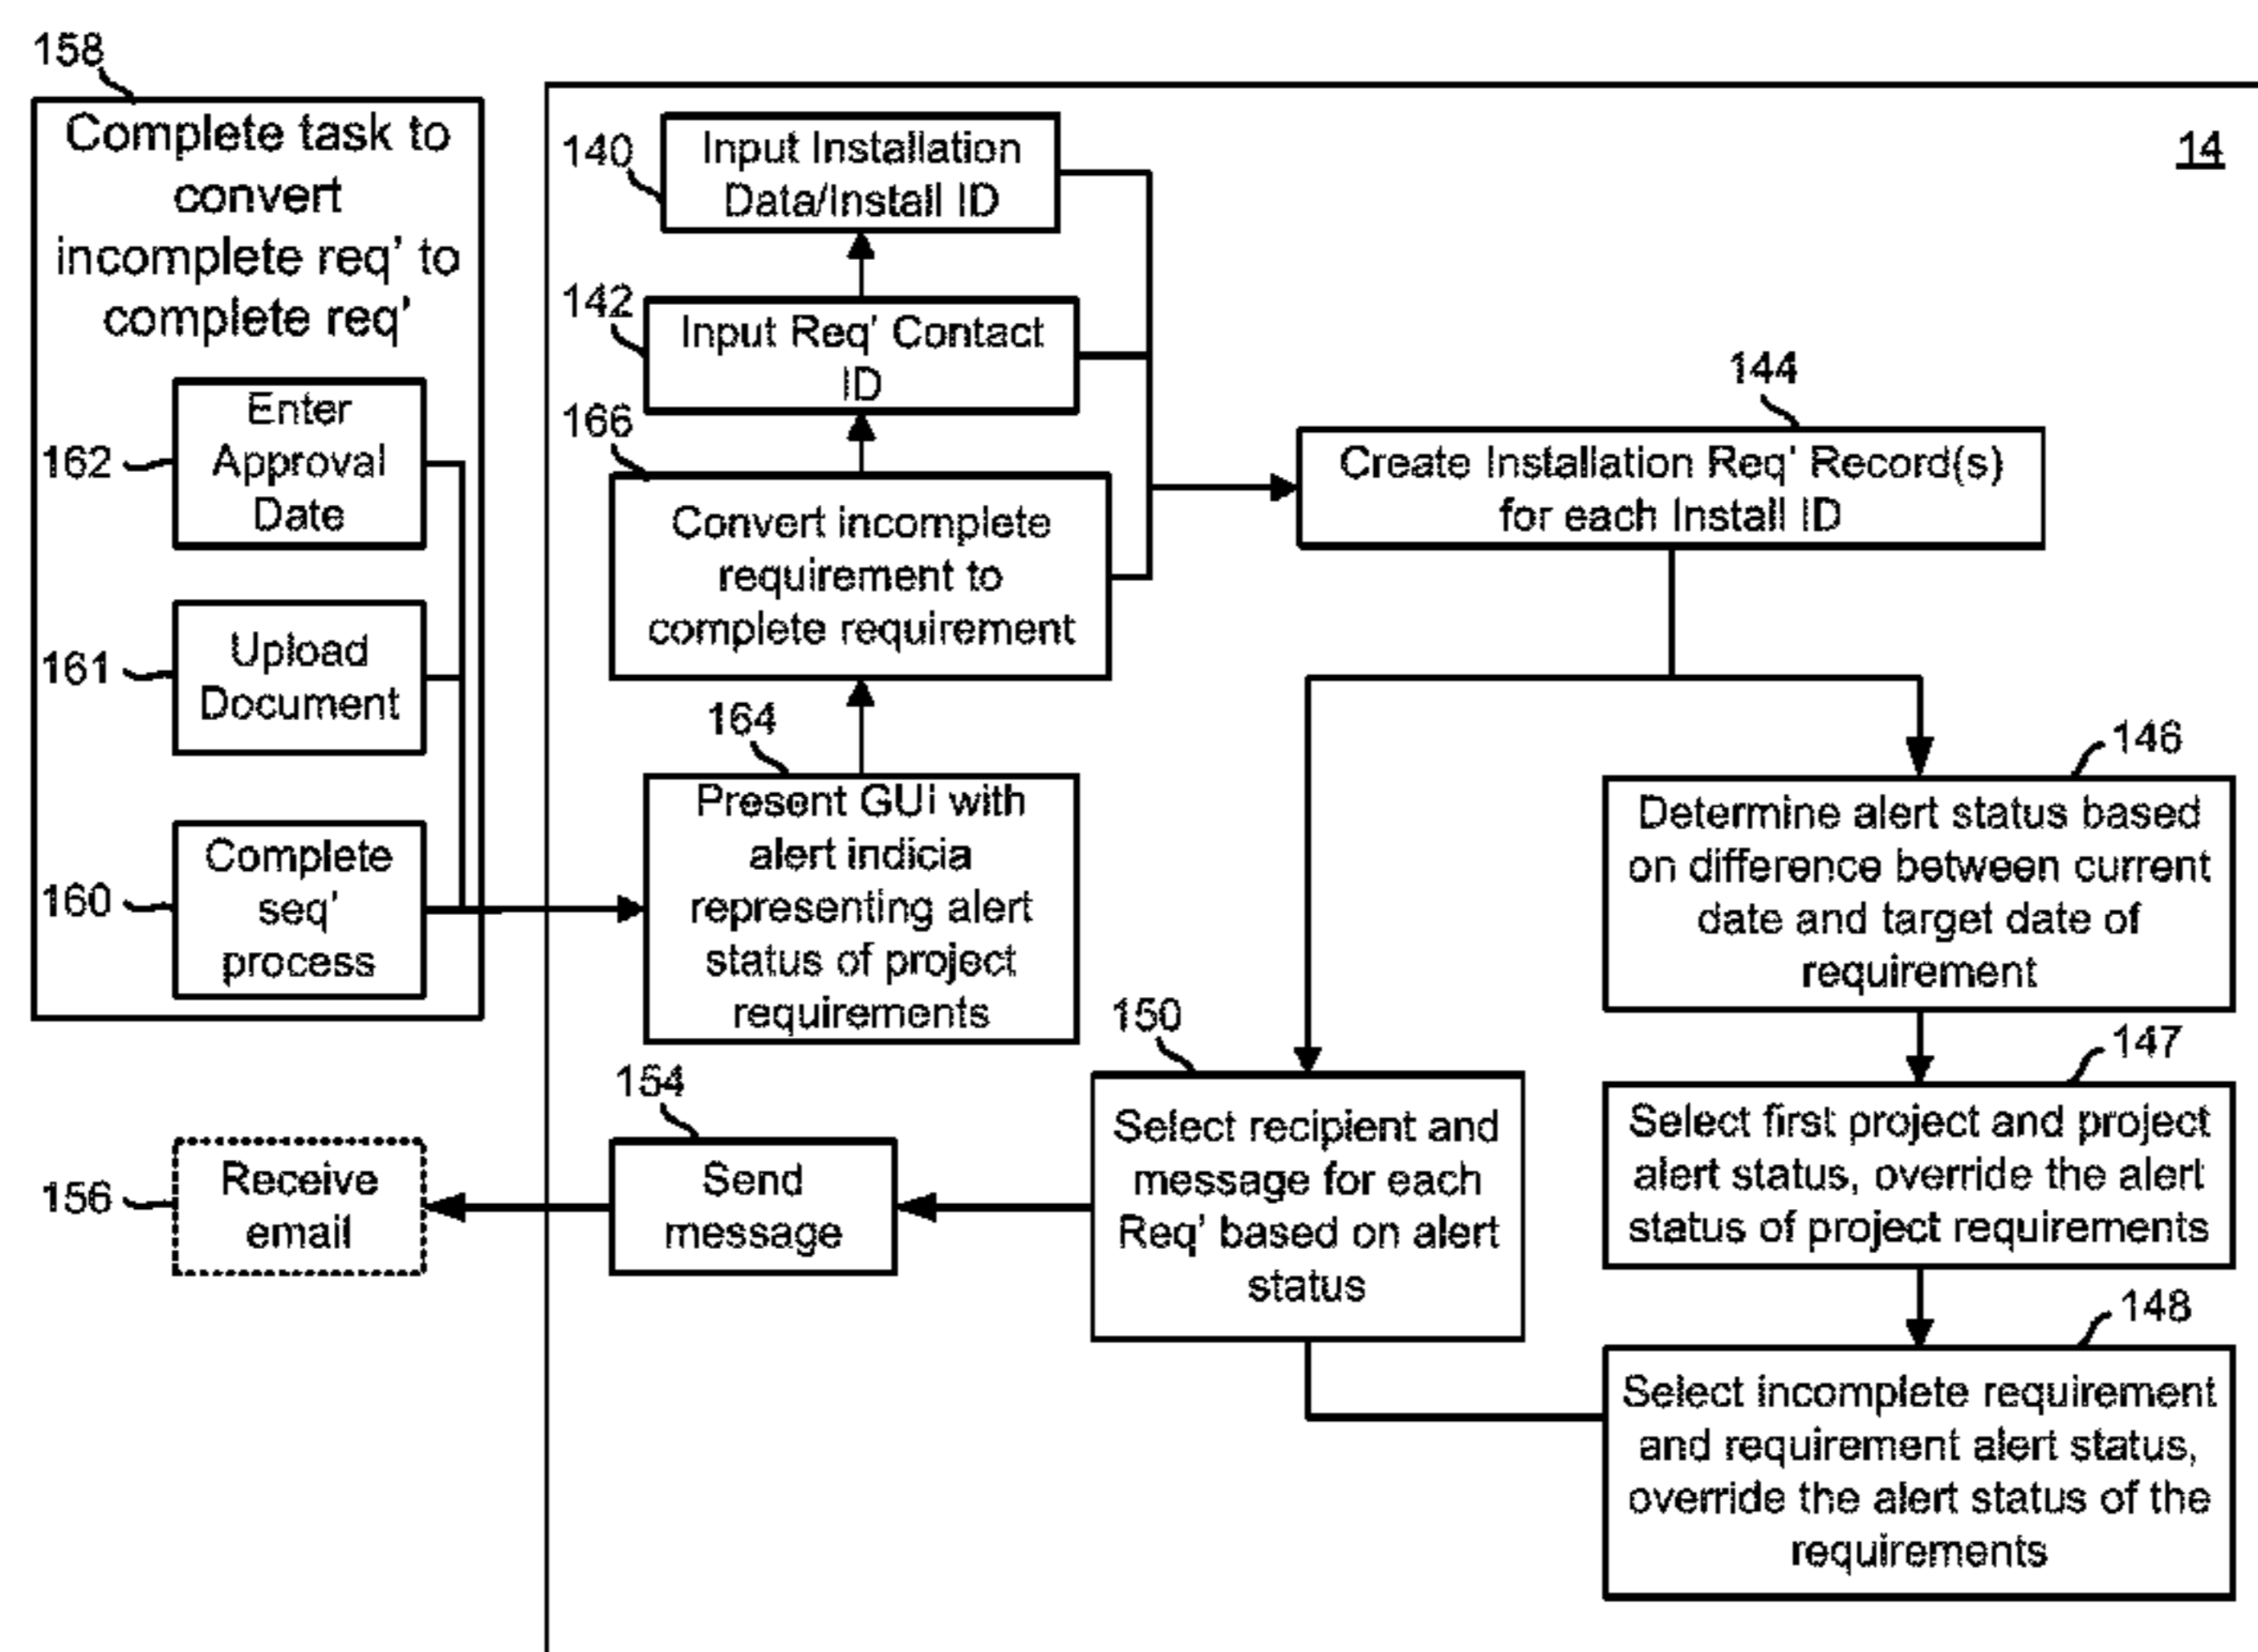 158
Complete task to
convert
incomplete req' to
complete req'
162
Enter
Approval
Date
161
Upload
Document
160
Complete
seq'
process
14
140
Input Installation
Data/Install ID
142
Input Req' Contact
ID
166
Convert incomplete
requirement to
complete requirement
164
Present GUI with
alert indicia
representing alert
status of project
requirements
144
Create Installation Req' Record(s)
for each Install ID
146
Determine alert status based
on difference between current
date and target date of
requirement
147
Select first project and project
alert status, override the alert
status of project requirements
148
Select incomplete requirement
and requirement alert status,
override the alert status of the
requirements
150
Select recipient and
message for each
Req' based on alert
status
154
Send
message
156
Receive
email